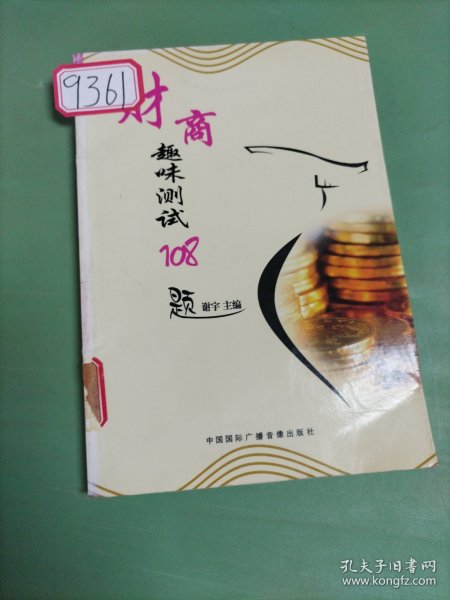 9361
财商
趣味测试
108
题
谢宇 主编
中国国际广播音像出版社
孔夫子旧书网
www.kongfz.com